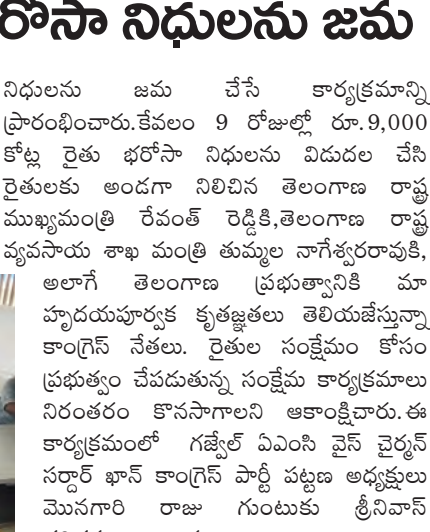 రోసా నిధులను జమ
నిధులను జమ చేసే కార్యక్రమాన్ని
ప్రారంభించారు.కేవలం 9 రోజుల్లో రూ.9,000
కోట్ల రైతు భరోసా నిధులను విడుదల చేసి
రైతులకు అండగా నిలిచిన తెలంగాణ రాష్ట్ర
ముఖ్యమంత్రి రేవంత్ రెడ్డికి,తెలంగాణ రాష్ట్ర
వ్యవసాయ శాఖ మంత్రి తుమ్మల నాగేశ్వరరావుకి,
అలాగే తెలంగాణ ప్రభుత్వానికి మా
హృదయపూర్వక కృతజ్ఞతలు తెలియజేస్తున్నా
కాంగ్రెస్ నేతలు. రైతుల సంక్షేమం కోసం
ప్రభుత్వం చేపడుతున్న సంక్షేమ కార్యక్రమాలు
నిరంతరం కొనసాగాలని ఆకాంక్షిచారు.ఈ
కార్యక్రమంలో గజ్వేల్ ఏఎంసి వైస్ చైర్మన్
సర్దార్ ఖాన్ కాంగ్రెస్ పార్టీ పట్టణ అధ్యక్షులు
మొనగారి రాజు గుంటుకు శ్రీనివాస్